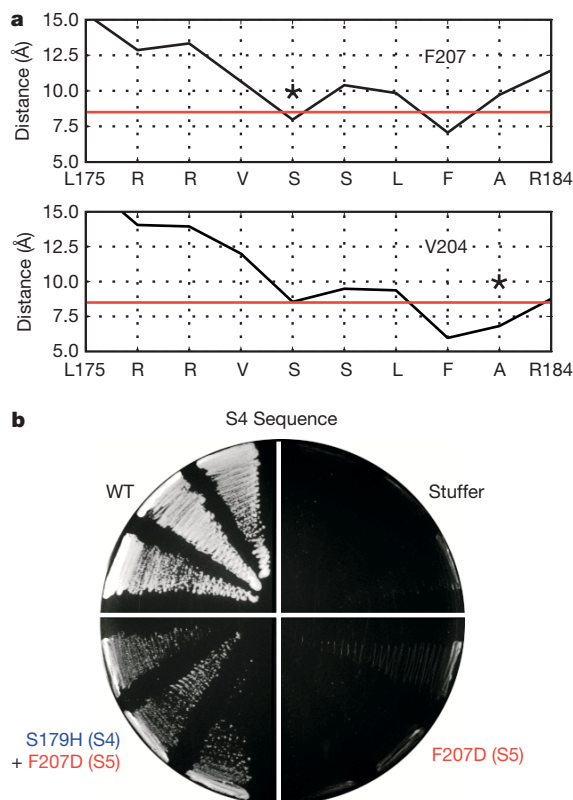 a
15.0
12.5
10.0
7.5
5.0
Distance (Å)
F207
*
L175 R R V S S L F A R184
15.0
12.5
10.0
7.5
5.0
Distance (Å)
V204
*
L175 R R V S S L F A R184
b
S4 Sequence
WT
Stuffer
S179H (S4)
+ F207D (S5)
F207D (S5)